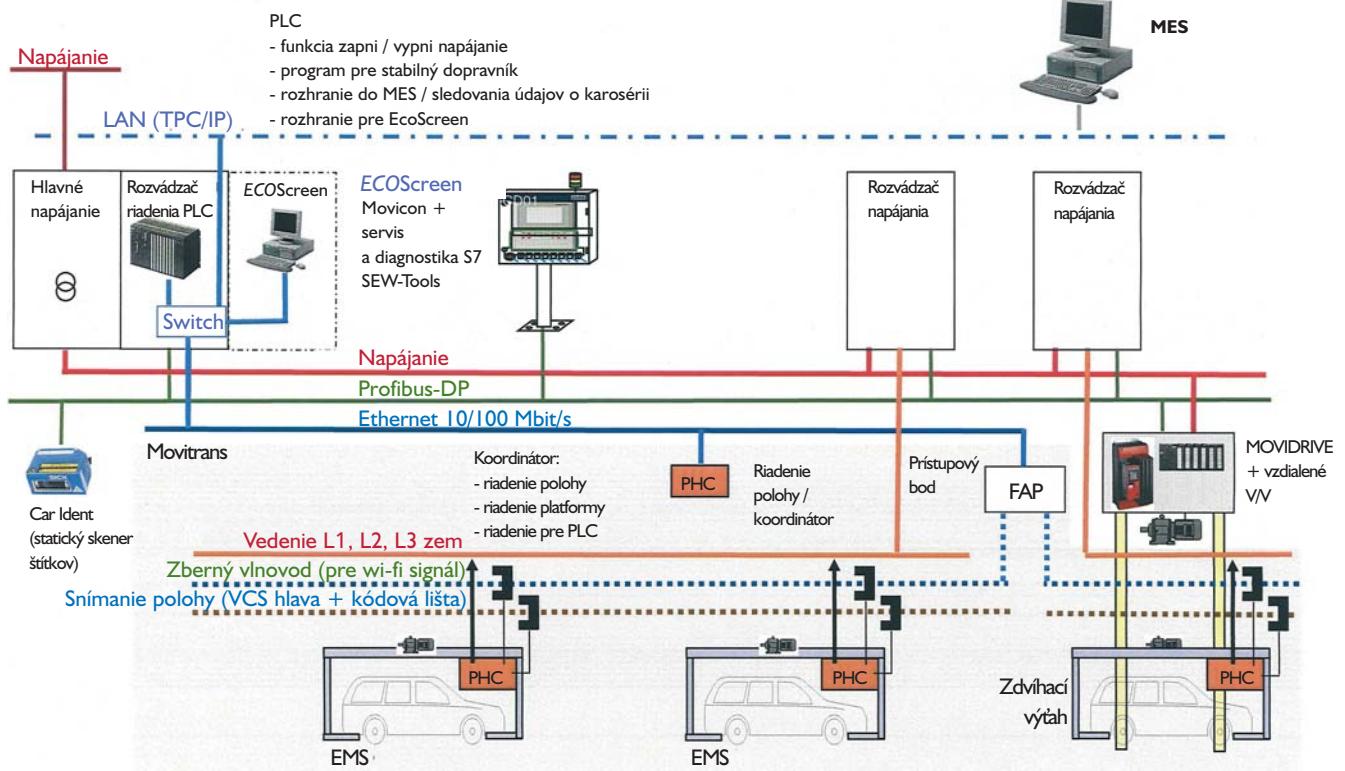 PLC
- funkcia zapni / vypni napájanie
- program pre stabilný dopravník
- rozhranie do MES / sledovania údajov o karosérii
- rozhranie pre EcoScreen
MES
Napájanie
LAN (TPC/IP)
Hlavné
napájanie
Rozvádzač
riadenia PLC
ECOScreen
Switch
ECOScreen
Movicon +
servis
a diagnostika S7
SEW-Tools
Rozvádzač
napájania
Rozvádzač
napájania
Napájanie
Profibus-DP
Ethernet 10/100 Mbit/s
Car Ident
(statický skener
štítkov)
Movitrans
Koordinátor:
- riadenie polohy
- riadenie platformy
- riadenie pre PLC
PHC
Riadenie
polohy /
koordinátor
Prístupový
bod
FAP
MOVIDRIVE
+ vzdialené
V/V
Vedenie L1, L2, L3 zem
Zberný vlnovod (pre wi-fi signál)
Snímanie polohy (VCS hlava + kódová lišta)
PHC
EMS
PHC
EMS
Zdvíhací
výťah
PHC